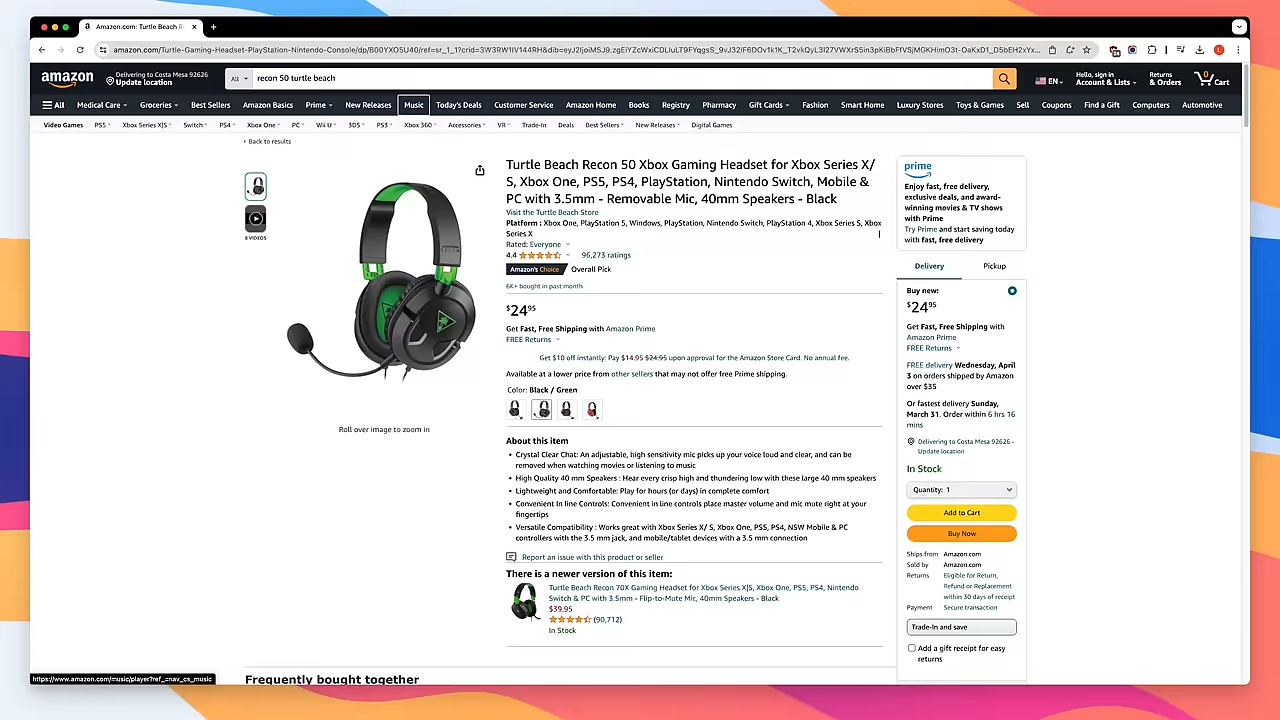 Amazon.com: Turtle Beach R
amazon.com/Turtle-Gaming-Headset-PlayStation-Nintendo-Console/dp/B00YXO5U40/ref=sr_1_1?
amazon
Delivering to Costa Mesa 92626
Update location
All
recon 50 turtle beach
EN
Hello, sign in
Account & Lists
Returns
& Orders
0
Cart
All
Medical Care
Groceries
Best Sellers
Amazon Basics
Prime
New Releases
Music
Today's Deals
Customer Service
Amazon Home
Books
Registry
Pharmacy
Gift Cards
Fashion
Smart Home
Luxury Stores
Toys & Games
Sell
Coupons
Find a Gift
Computers
Automotive
Video Games
PS5
Xbox Series X|S
Switch
PS4
Xbox One
PC
Wii U
3DS
PS3
Xbox 360
Accessories
VR
Trade-In
Deals
Best Sellers
New Releases
Digital Games
‹ Back to results
8 VIDEOS
Roll over image to zoom in
Turtle Beach Recon 50 Xbox Gaming Headset for Xbox Series X/
S, Xbox One, PS5, PS4, PlayStation, Nintendo Switch, Mobile &
PC with 3.5mm - Removable Mic, 40mm Speakers - Black
Visit the Turtle Beach Store
Platform : Xbox One, PlayStation 5, Windows, PlayStation, Nintendo Switch, PlayStation 4, Xbox Series S, Xbox
Series X
Rated: Everyone
4.4
96,273 ratings
Amazon's Choice
Overall Pick
6K+ bought in past month
$2495
Get Fast, Free Shipping with Amazon Prime
FREE Returns
Get $10 off instantly: Pay $14.95 $24.95 upon approval for the Amazon Store Card. No annual fee.
Available at a lower price from other sellers that may not offer free Prime shipping.
Color: Black / Green
About this item
• Crystal Clear Chat: An adjustable, high sensitivity mic picks up your voice loud and clear, and can be
removed when watching movies or listening to music
• High Quality 40 mm Speakers : Hear every crisp high and thundering low with these large 40 mm speakers
• Lightweight and Comfortable: Play for hours (or days) in complete comfort
• Convenient In line Controls: Convenient in line controls place master volume and mic mute right at your
fingertips
• Versatile Compatibility : Works great with Xbox Series X/ S, Xbox One, PS5, PS4, NSW Mobile & PC
controllers with the 3.5 mm jack, and mobile/tablet devices with a 3.5 mm connection
Report an issue with this product or seller
There is a newer version of this item:
Turtle Beach Recon 70X Gaming Headset for Xbox Series X|S, Xbox One, PS5, PS4, Nintendo
Switch & PC with 3.5mm - Flip-to-Mute Mic, 40mm Speakers - Black
$39.95
(90,712)
In Stock
prime
Enjoy fast, free delivery,
exclusive deals, and award-
winning movies & TV shows
with Prime
Try Prime and start saving today
with fast, free delivery
Delivery
Pickup
Buy new:
$2495
Get Fast, Free Shipping with
Amazon Prime
FREE Returns
FREE delivery Wednesday, April
3 on orders shipped by Amazon
over $35
Or fastest delivery Sunday,
March 31. Order within 6 hrs 16
mins
Delivering to Costa Mesa 92626 -
Update location
In Stock
Quantity: 1
Add to Cart
Buy Now
Ships from Amazon.com
Sold by Amazon.com
Returns Eligible for Return,
Refund or Replacement
within 30 days of receipt
Payment Secure transaction
Trade-In and save
Add a gift receipt for easy
returns
Frequently bought together
https://www.amazon.com/music/player?ref_=nav_cs_music